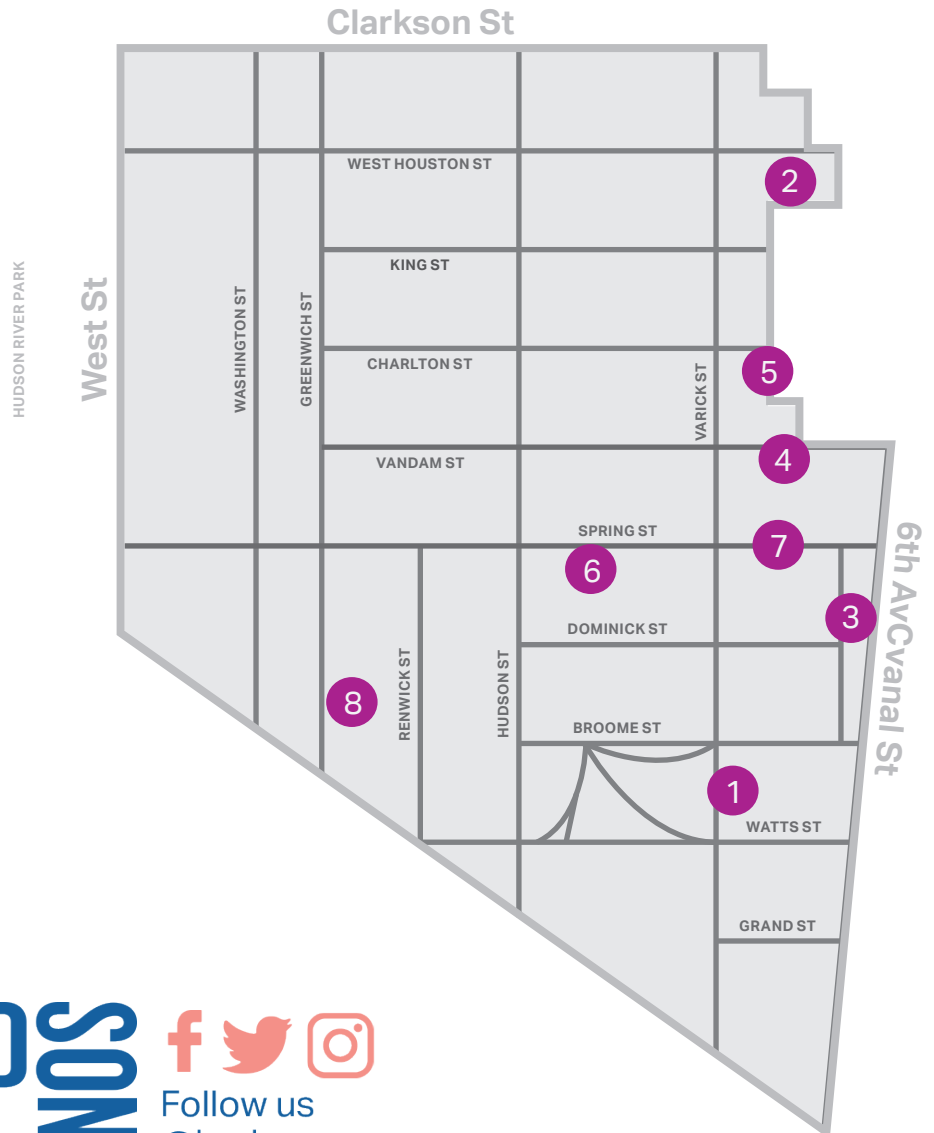 Clarkson St
WEST HOUSTON ST
2
KING ST
HUDSON RIVER PARK
West St
WASHINGTON ST
GREENWICH ST
CHARLTON ST
VARICK ST
5
VANDAM ST
4
SPRING ST
7
6
6th AvCvanal St
DOMINICK ST
3
RENWICK ST
HUDSON ST
8
BROOME ST
1
WATTS ST
GRAND ST
Follow us